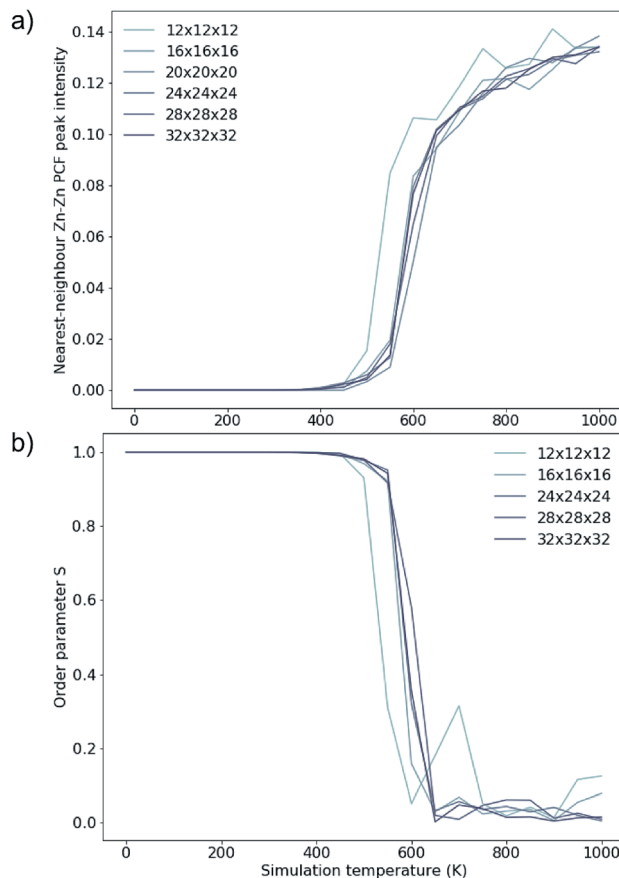 a)
Nearest-neighbour Zn-Zn PCF peak intensity
0.14
0.12
0.10
0.08
0.06
0.04
0.02
0.00
12x12x12
16x16x16
20x20x20
24x24x24
28x28x28
32x32x32
0 200 400 600 800 1000
b)
Order parameter S
1.0
0.8
0.6
0.4
0.2
0.0
12x12x12
16x16x16
24x24x24
28x28x28
32x32x32
0 200 400 600 800 1000
Simulation temperature (K)